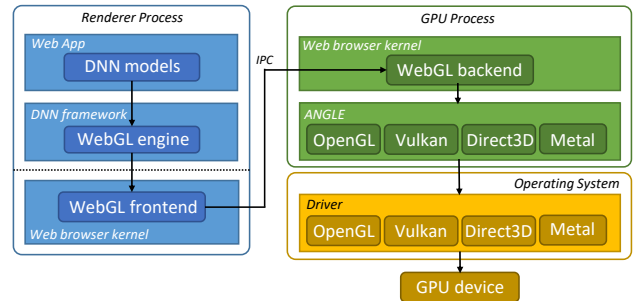 Renderer Process
Web App
DNN models
DNN framework
WebGL engine
WebGL frontend
Web browser kernel
IPC
GPU Process
Web browser kernel
WebGL backend
ANGLE
OpenGL Vulkan Direct3D Metal
Operating System
Driver
OpenGL Vulkan Direct3D Metal
GPU device